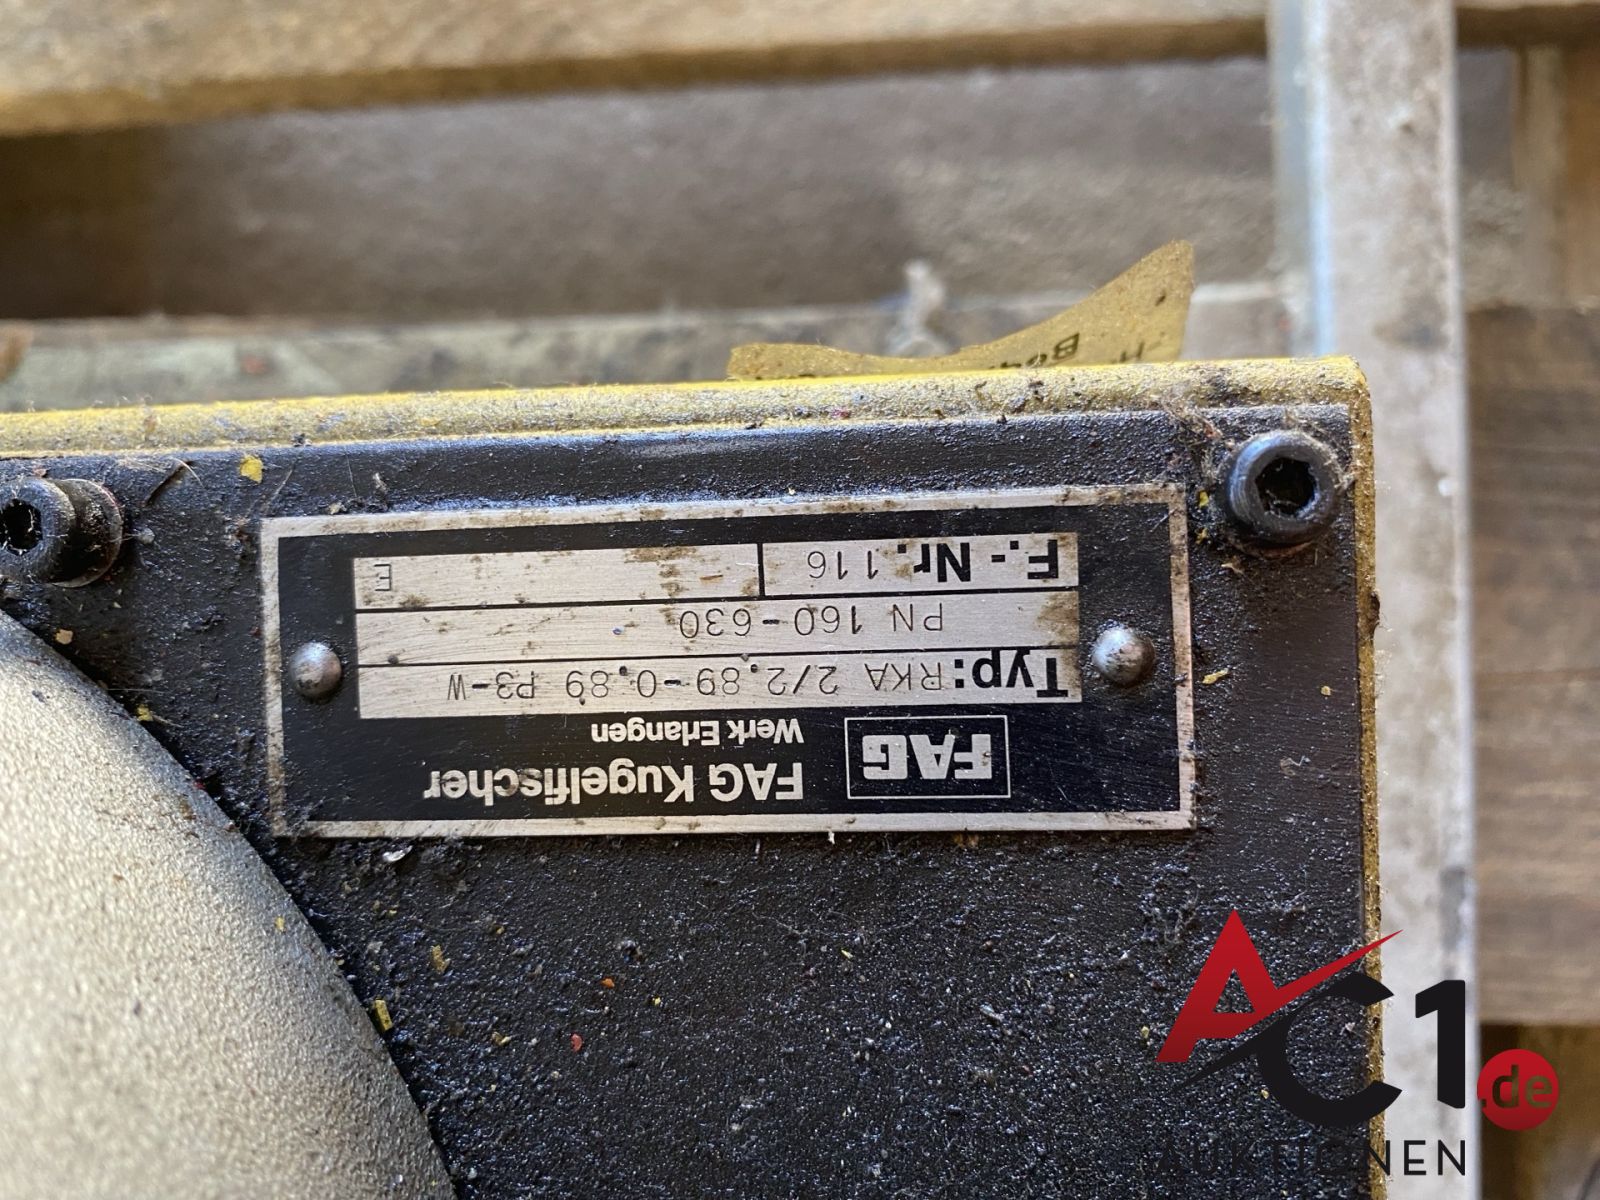 FAG
FAG Kugelfischer
Werk Erlangen
Typ: RKA 2/2,89-0,89 P3-W
PN 160-630
F.-Nr. 116
E
AC1.de
AUKTIONEN